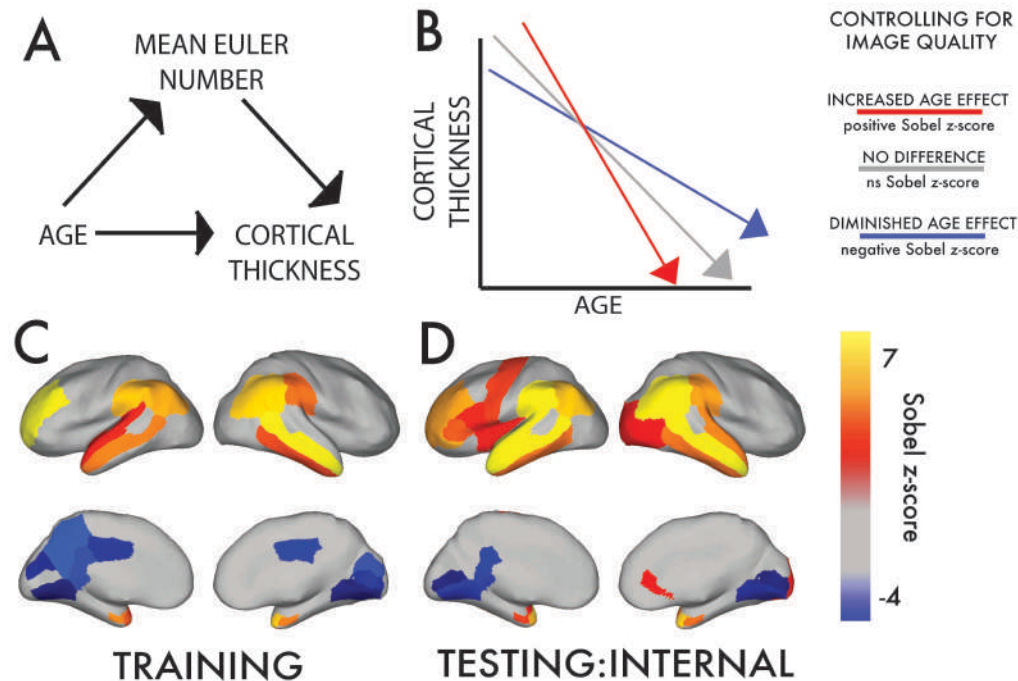 A
MEAN EULER
NUMBER
AGE
CORTICAL
THICKNESS
B
CORTICAL
THICKNESS
AGE
CONTROLLING FOR
IMAGE QUALITY
INCREASED AGE EFFECT
positive Sobel z-score
NO DIFFERENCE
ns Sobel z-score
DIMINISHED AGE EFFECT
negative Sobel z-score
C
D
7
Sobel z-score
-4
TRAINING
TESTING:INTERNAL